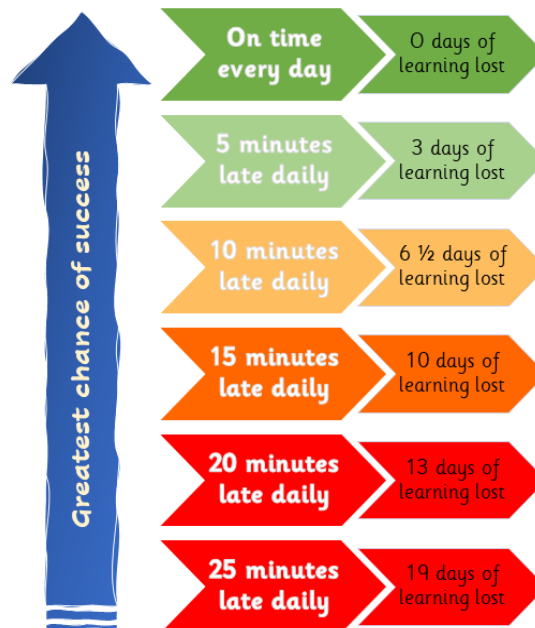 Greatest chance of success
On time
every day
0 days of
learning lost
5 minutes
late daily
3 days of
learning lost
10 minutes
late daily
6 ½ days of
learning lost
15 minutes
late daily
10 days of
learning lost
20 minutes
late daily
13 days of
learning lost
25 minutes
late daily
19 days of
learning lost